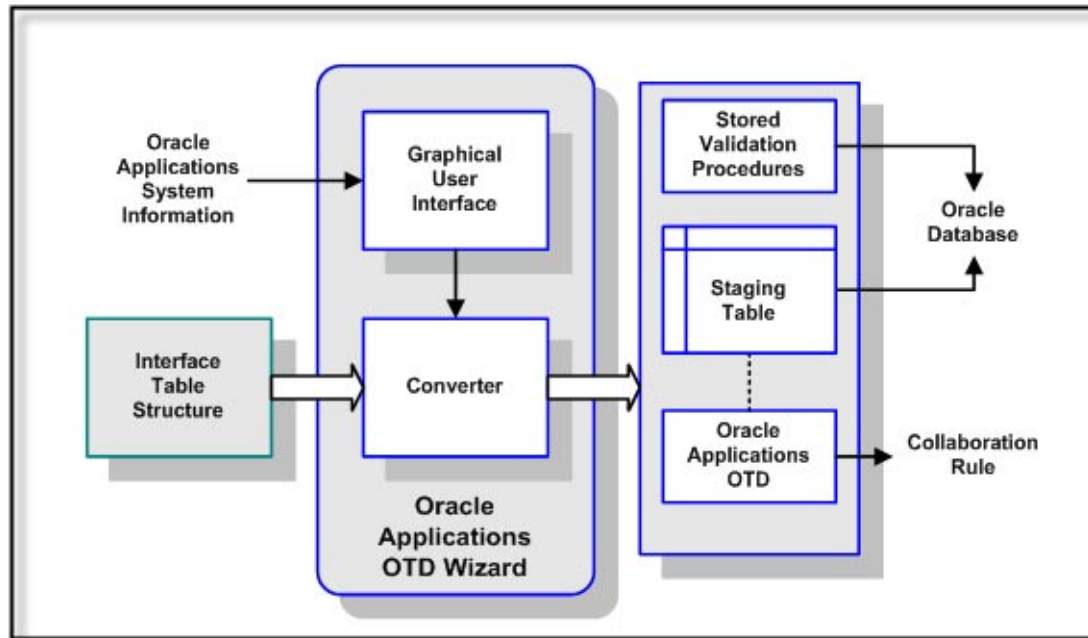 Oracle
Applications
System
Information
Graphical
User
Interface
Interface
Table
Structure
Converter
Oracle
Applications
OTD Wizard
Stored
Validation
Procedures
Staging
Table
Oracle
Applications
OTD
Oracle
Database
Collaboration
Rule